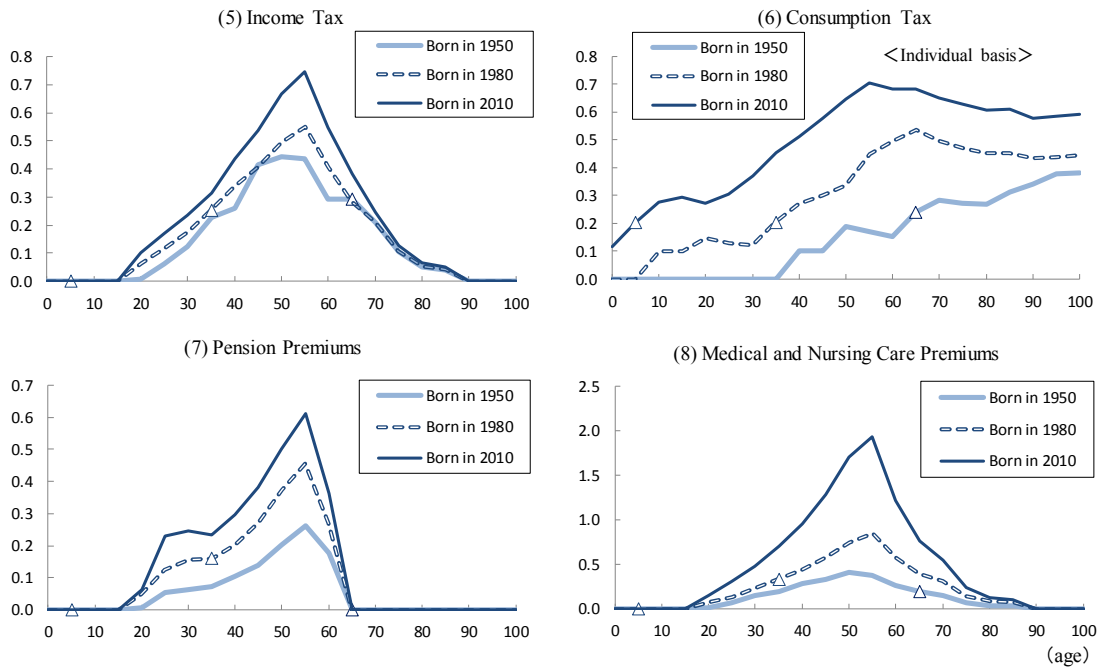 (5) Income Tax
Born in 1950
Born in 1980
Born in 2010
0.8
0.7
0.6
0.5
0.4
0.3
0.2
0.1
0.0
0 10 20 30 40 50 60 70 80 90 100
(6) Consumption Tax
Born in 1950
Born in 1980
Born in 2010
<Individual basis>
0.8
0.7
0.6
0.5
0.4
0.3
0.2
0.1
0.0
0 10 20 30 40 50 60 70 80 90 100
(7) Pension Premiums
Born in 1950
Born in 1980
Born in 2010
0.7
0.6
0.5
0.4
0.3
0.2
0.1
0.0
0 10 20 30 40 50 60 70 80 90 100
(8) Medical and Nursing Care Premiums
Born in 1950
Born in 1980
Born in 2010
2.5
2.0
1.5
1.0
0.5
0.0
0 10 20 30 40 50 60 70 80 90 100
(age)